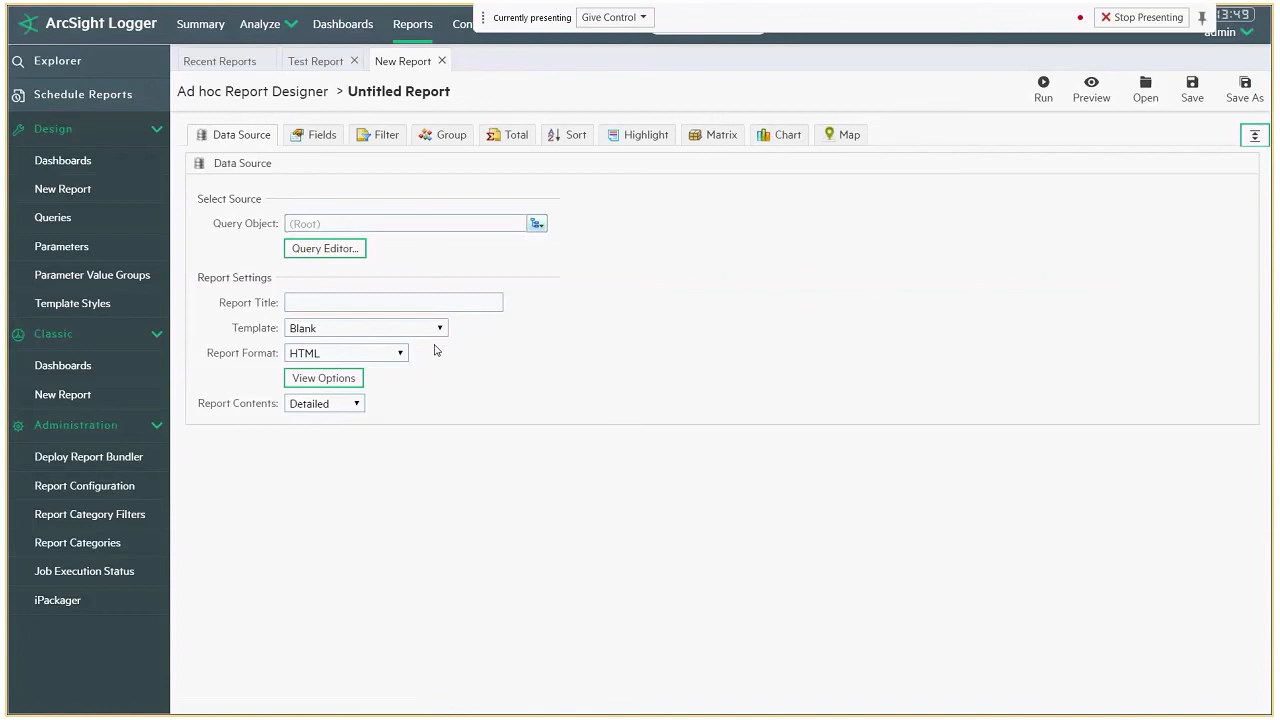 ArcSight Logger
Summary
Analyze
Dashboards
Reports
Con
Currently presenting
Give Control
Stop Presenting
13:49
admin
Explorer
Schedule Reports
Design
Dashboards
New Report
Queries
Parameters
Parameter Value Groups
Template Styles
Classic
Dashboards
New Report
Administration
Deploy Report Bundler
Report Configuration
Report Category Filters
Report Categories
Job Execution Status
iPackager
Recent Reports
Test Report
New Report
Ad hoc Report Designer > Untitled Report
Run
Preview
Open
Save
Save As
Data Source
Fields
Filter
Group
Total
Sort
Highlight
Matrix
Chart
Map
Data Source
Select Source
Query Object: (Root)
Query Editor...
Report Settings
Report Title:
Template: Blank
Report Format: HTML
View Options
Report Contents: Detailed